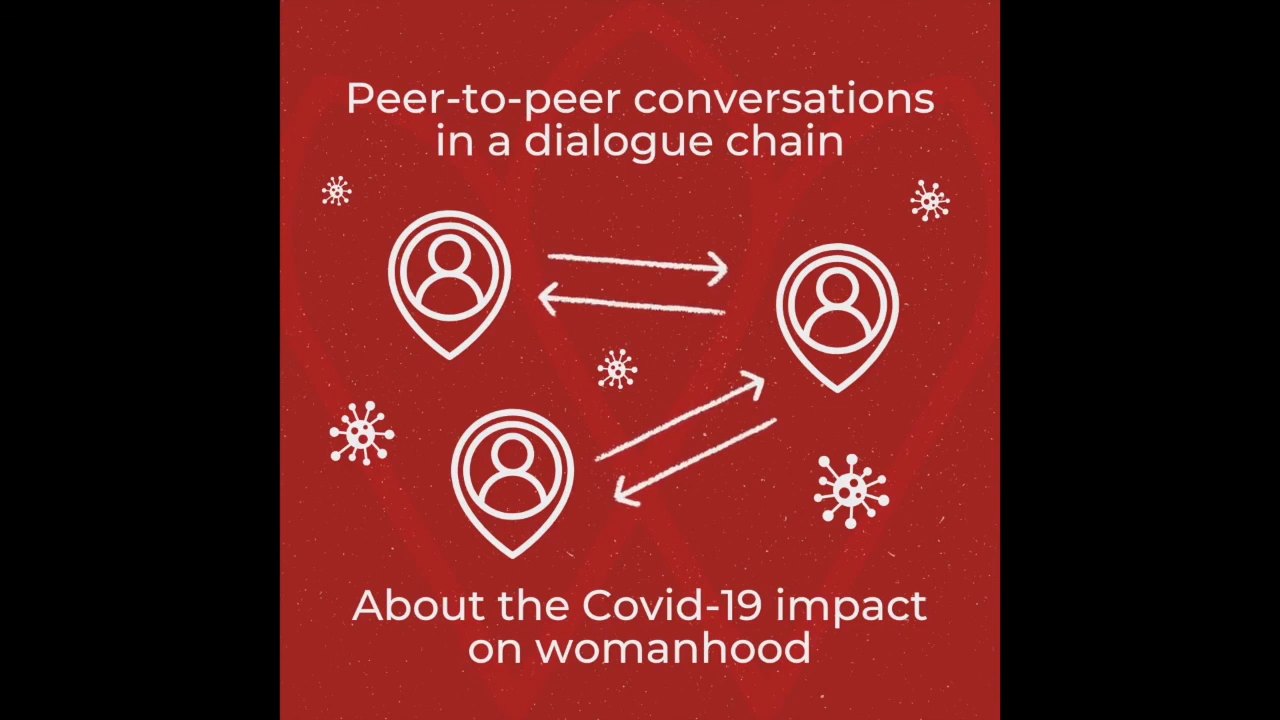 Peer-to-peer conversations
in a dialogue chain
About the Covid-19 impact
on womanhood